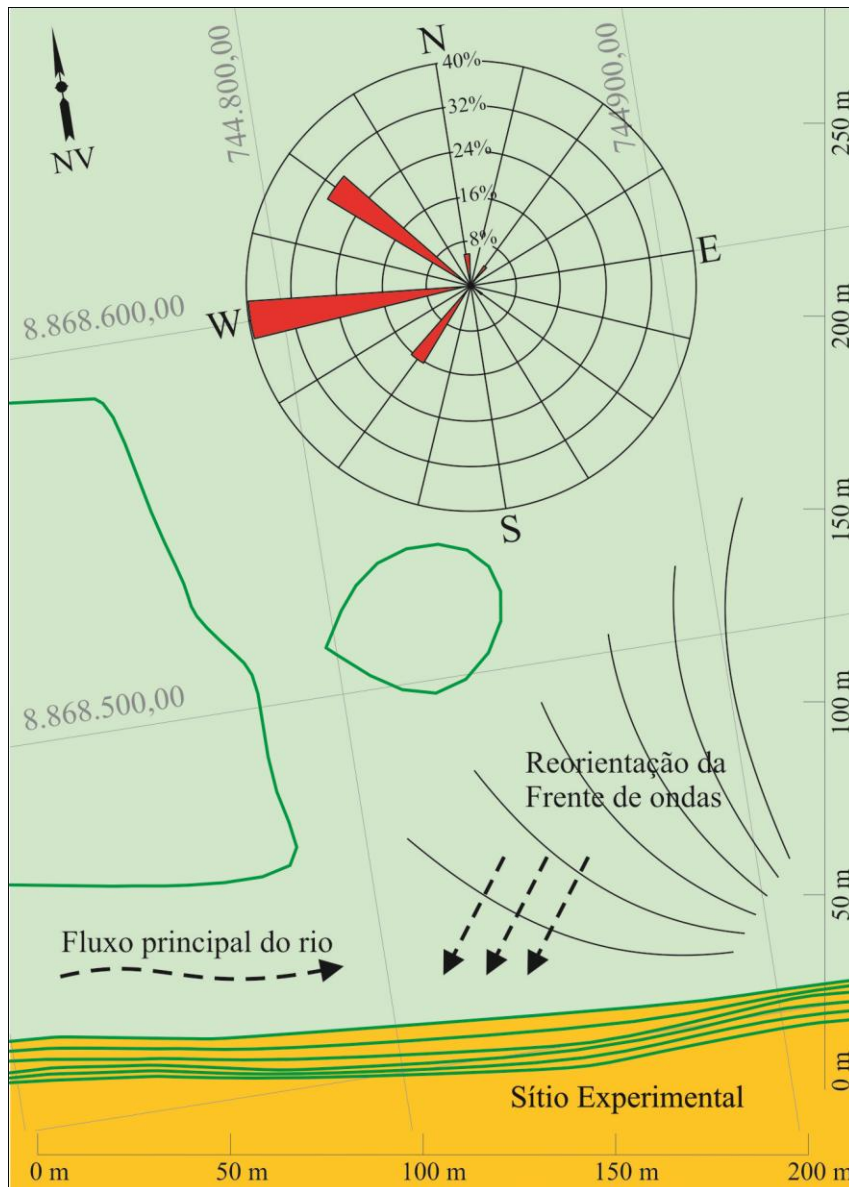 N
NV
744.800,00
744900,00
40%
32%
24%
16%
8%
E
W
S
8.868.600,00
8.868.500,00
Reorientação da
Frente de ondas
Fluxo principal do rio
Sítio Experimental
250 m
200 m
150 m
100 m
50 m
0 m
0 m
50 m
100 m
150 m
200 m